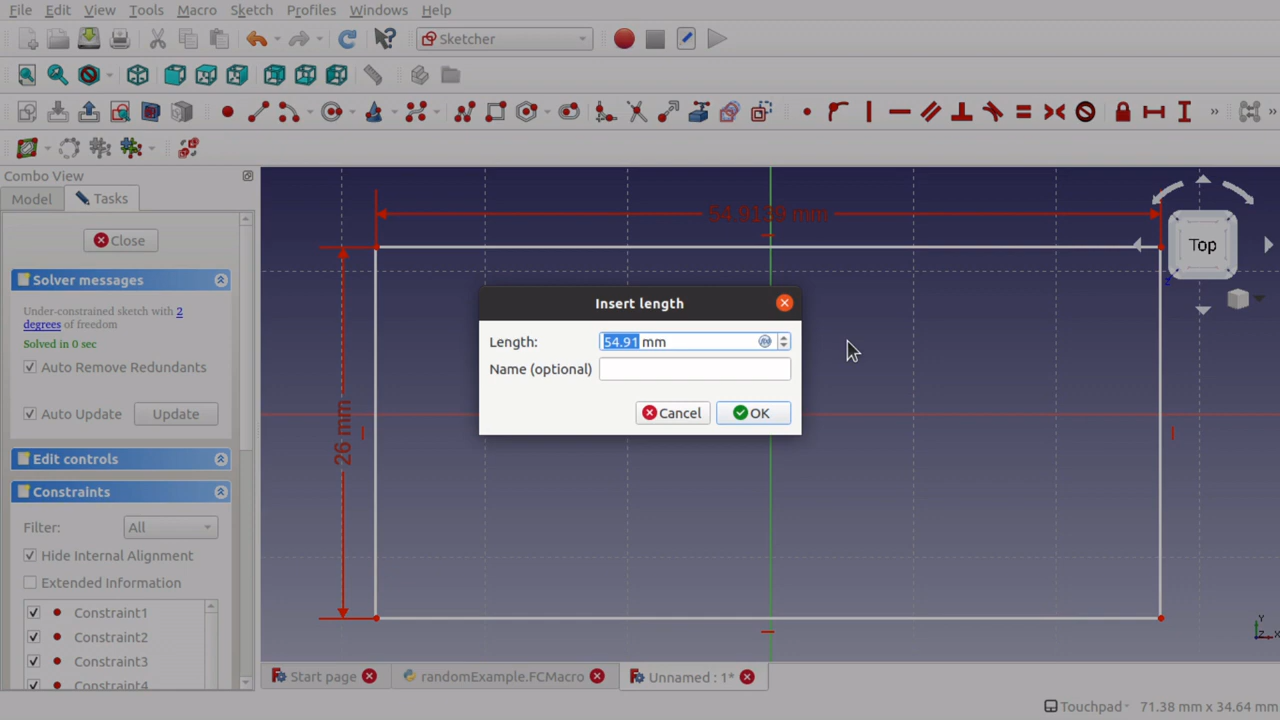 File Edit View Tools Macro Sketch Profiles Windows Help
Sketcher
Combo View
Model Tasks
Close
Solver messages
Under-constrained sketch with 2
degrees of freedom
Solved in 0 sec
Auto Remove Redundants
Auto Update Update
Edit controls
Constraints
Filter: All
Hide Internal Alignment
Extended Information
Constraint1
Constraint2
Constraint3
Constraint4
54.9139 mm
26 mm
Top
Z
Insert length
Length: 54.91 mm
Name (optional)
Cancel OK
Y
Z X
Start page randomExample.FCMacro Unnamed : 1*
Touchpad 71.38 mm x 34.64 mm